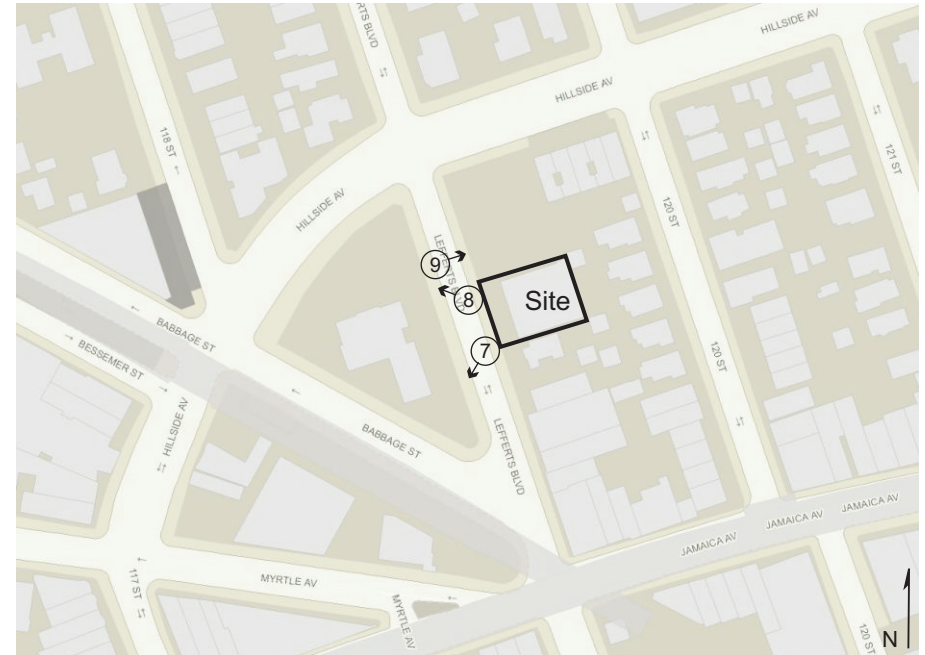 RTS BLVD
HILLSIDE AV
HILLSIDE AV
118 ST
121 ST
HILLSIDE AV
120 ST
LEFFERTS BLV
9
8
Site
7
BABBAGE ST
BESSEMER ST
120 ST
HILLSIDE AV
BABBAGE ST
LEFFERTS BLVD
JAMAICA AV
JAMAICA AV
JAMAICA AV
MYRTLE AV
117 ST
MYRTLE AV
120 ST
N